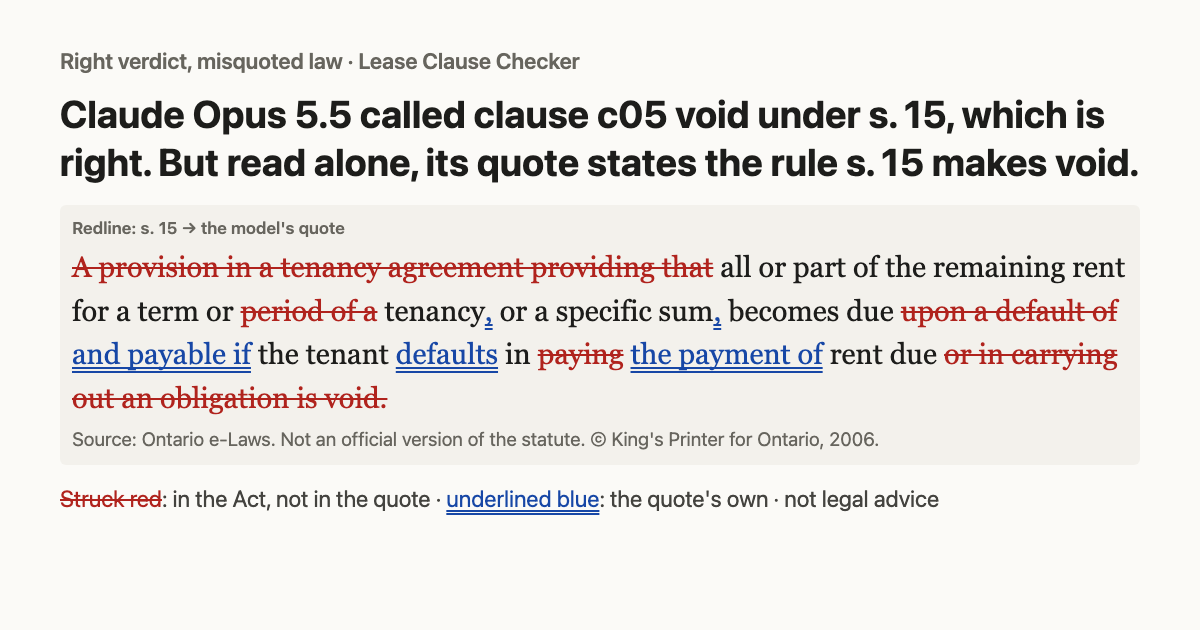 Right verdict, misquoted law · Lease Clause Checker
Claude Opus 5.5 called clause c05 void under s. 15, which is
right. But read alone, its quote states the rule s. 15 makes void.
Redline: s. 15 → the model's quote
A provision in a tenancy agreement providing that all or part of the remaining rent
for a term or period of a tenancy, or a specific sum, becomes due upon a default of
and payable if the tenant defaults in paying the payment of rent due or in carrying
out an obligation is void.
Source: Ontario e-Laws. Not an official version of the statute. © King's Printer for Ontario, 2006.
Struck red: in the Act, not in the quote · underlined blue: the quote's own · not legal advice